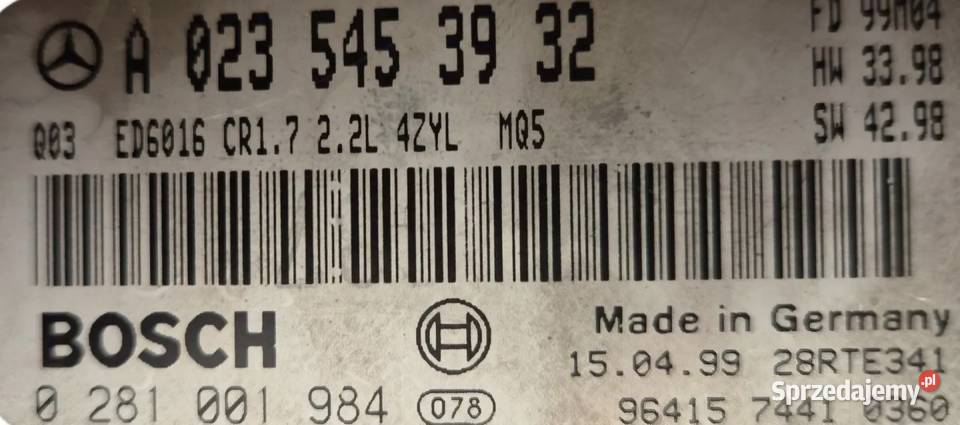 A 023 545 39 32
FD 99M04
HW 33.98
Q03 ED6016 CR1.7 2.2L 4ZYL MQ5
SW 42.98
BOSCH
Made in Germany
15.04.99 28RTE341
0 281 001 984 078
96415 7441 0360
Sprzedajemy.pl